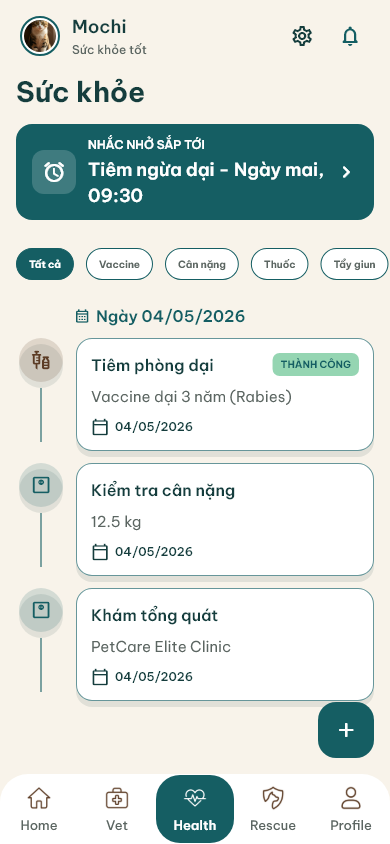 Mochi
Sức khỏe tốt
Sức khỏe
NHẮC NHỞ SẮP TỚI
Tiêm ngừa dại - Ngày mai,
09:30
Tất cả
Vaccine
Cân nặng
Thuốc
Tẩy giun
Ngày 04/05/2026
Tiêm phòng dại
THÀNH CÔNG
Vaccine dại 3 năm (Rabies)
04/05/2026
Kiểm tra cân nặng
12.5 kg
04/05/2026
Khám tổng quát
PetCare Elite Clinic
04/05/2026
+
Home
Vet
Health
Rescue
Profile